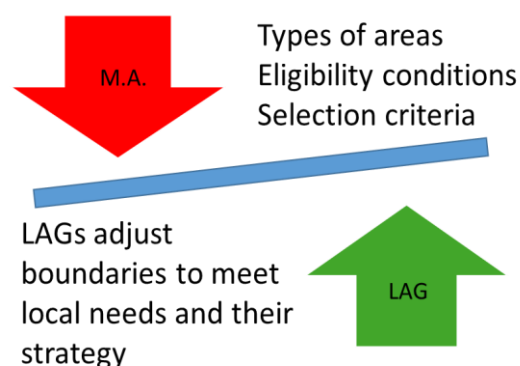 M.A.
Types of areas
Eligibility conditions
Selection criteria
LAGs adjust
boundaries to meet
local needs and their
strategy
LAG